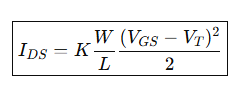 I_{DS} = K \frac{W}{L} \frac{(V_{GS} - V_T)^2}{2}